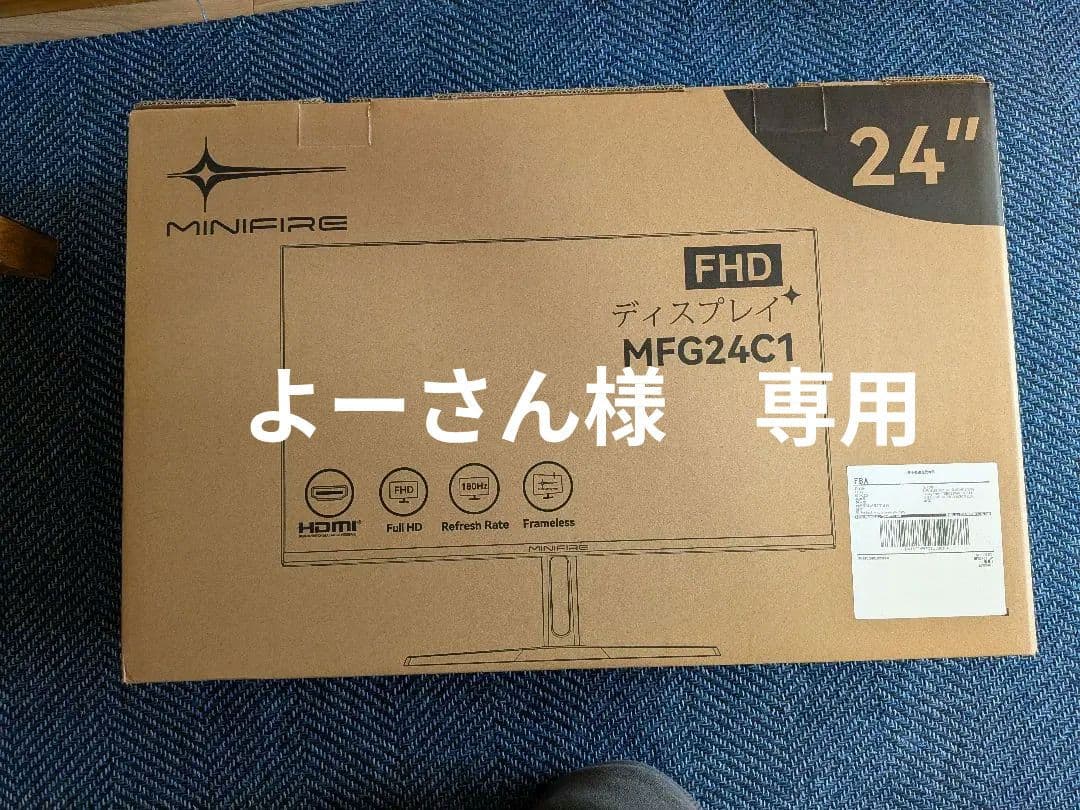 MINIFIRE
24"
FHD
ディスプレイ
MFG24C1
よーさん様　専用
HDMI
FHD
180Hz
Full HD
Refresh Rate
Frameless
MINIFIRE
FBA